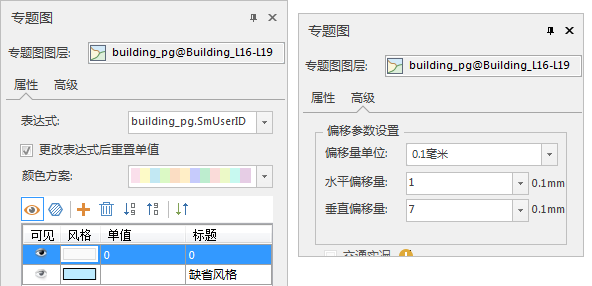 专题图
专题图图层: building_pg@Building_L16-L19
属性 高级
表达式: building_pg.SmUserID
更改表达式后重置单值
颜色方案:
可见 风格 单值 标题
0 0
缺省风格
专题图
专题图图层: building_pg@Building_L16-L19
属性 高级
偏移参数设置
偏移量单位: 0.1毫米
水平偏移量: 1 0.1mm
垂直偏移量: 7 0.1mm
交通实况